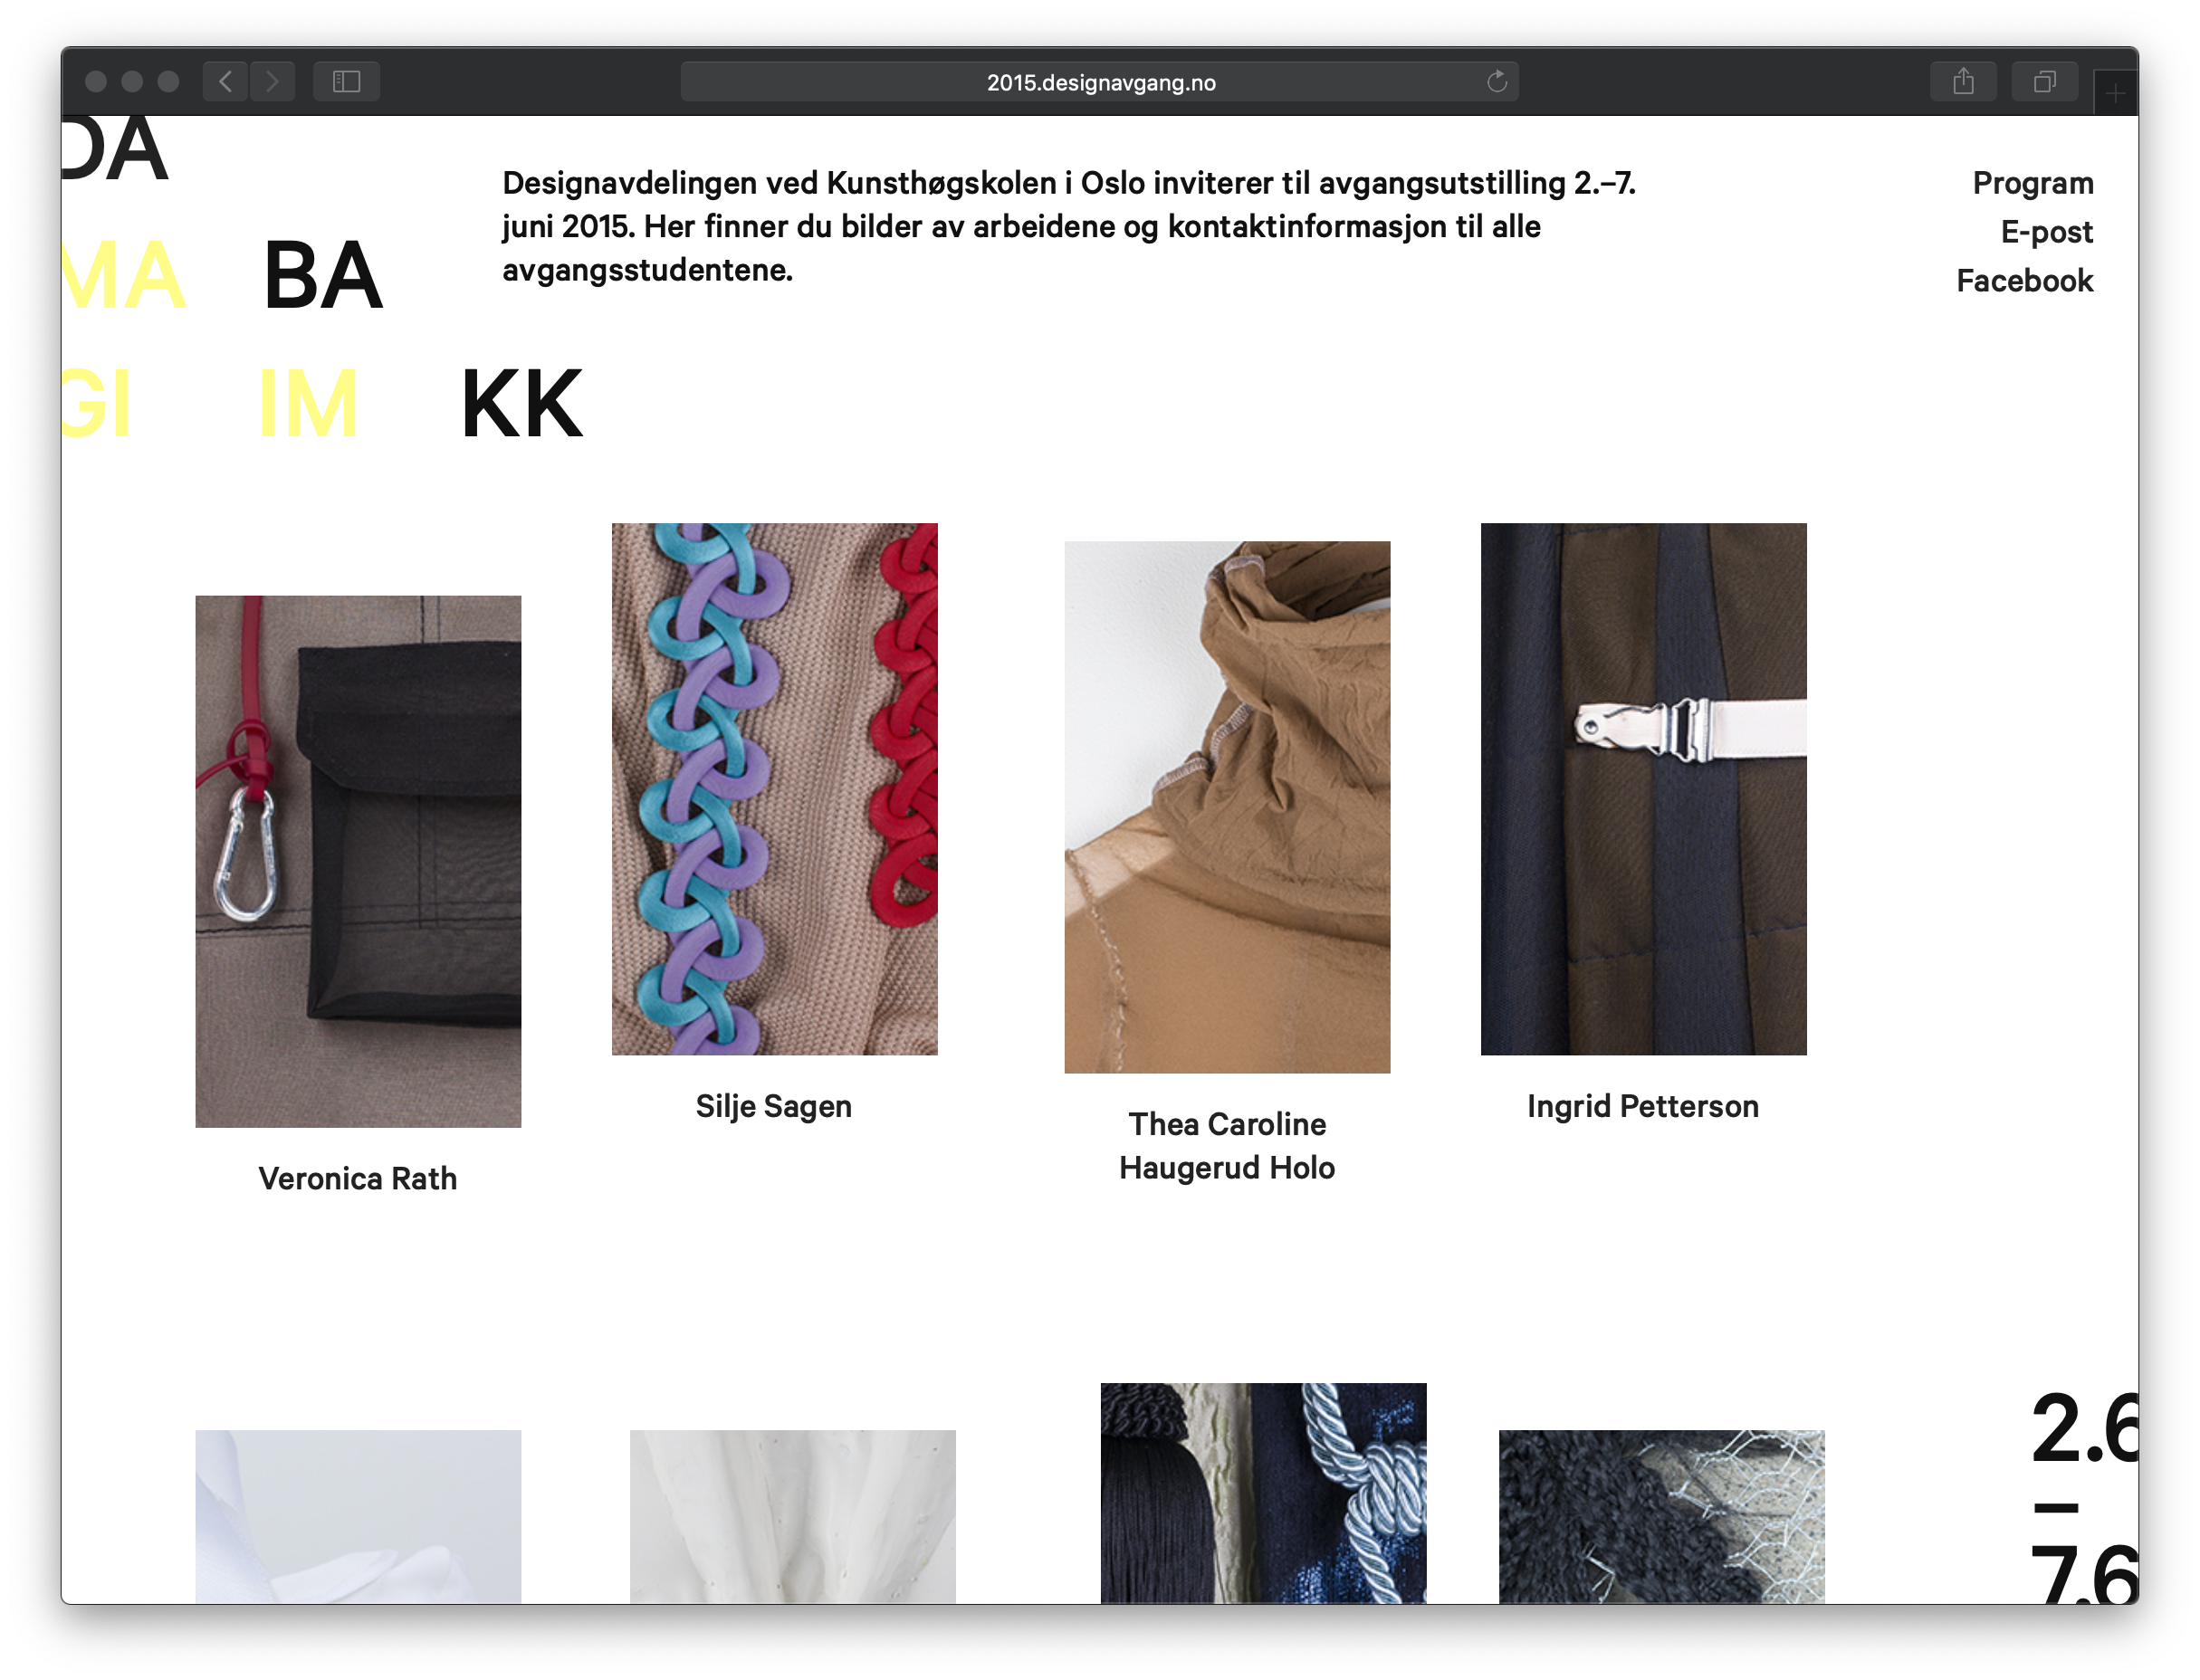 2015.designavgang.no
DA
MA BA
GI IM KK
Designavdelingen ved Kunsthøgskolen i Oslo inviterer til avgangsutstilling 2.–7.
juni 2015. Her finner du bilder av arbeidene og kontaktinformasjon til alle
avgangsstudentene.
Program
E-post
Facebook
Veronica Rath
Silje Sagen
Thea Caroline
Haugerud Holo
Ingrid Petterson
2.6
–
7.6